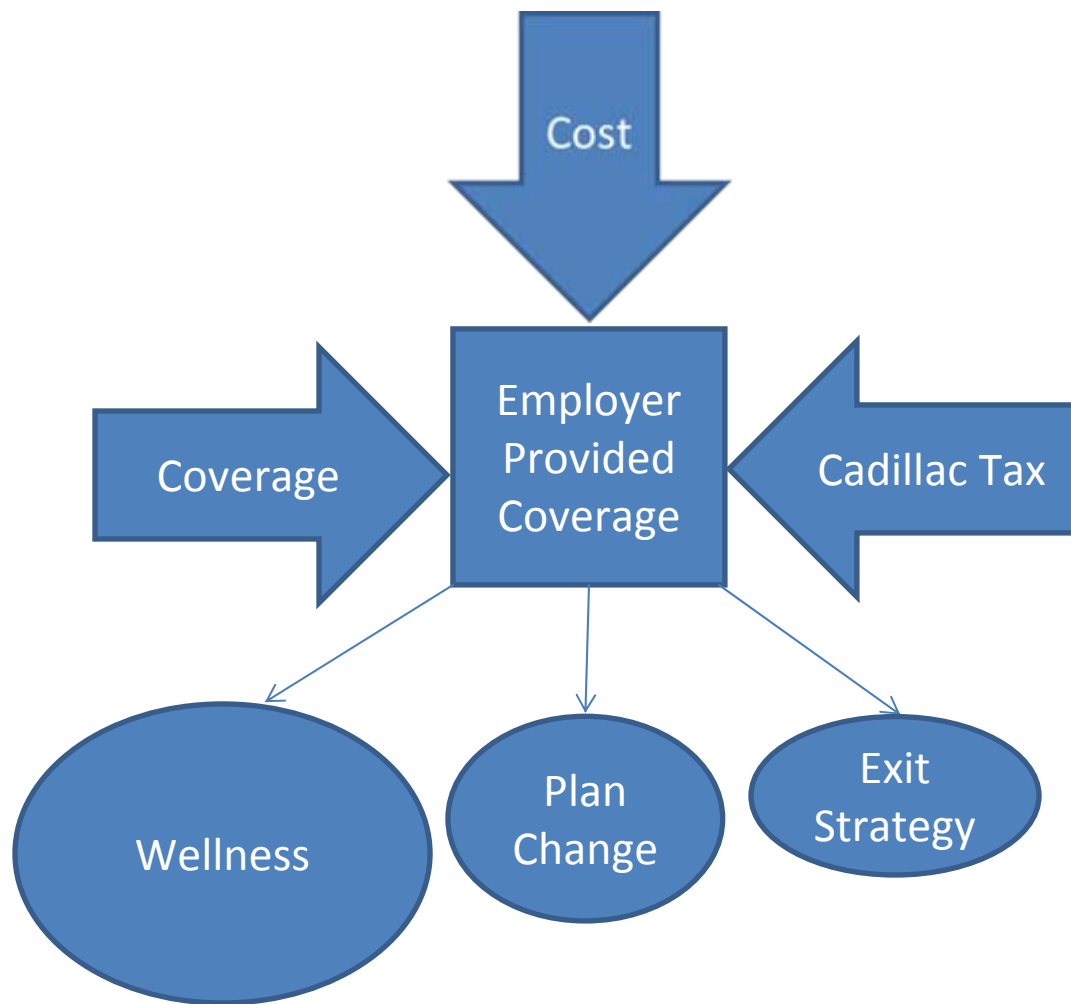 Cost
Employer
Provided
Coverage
Coverage
Cadillac Tax
Wellness
Plan
Change
Exit
Strategy